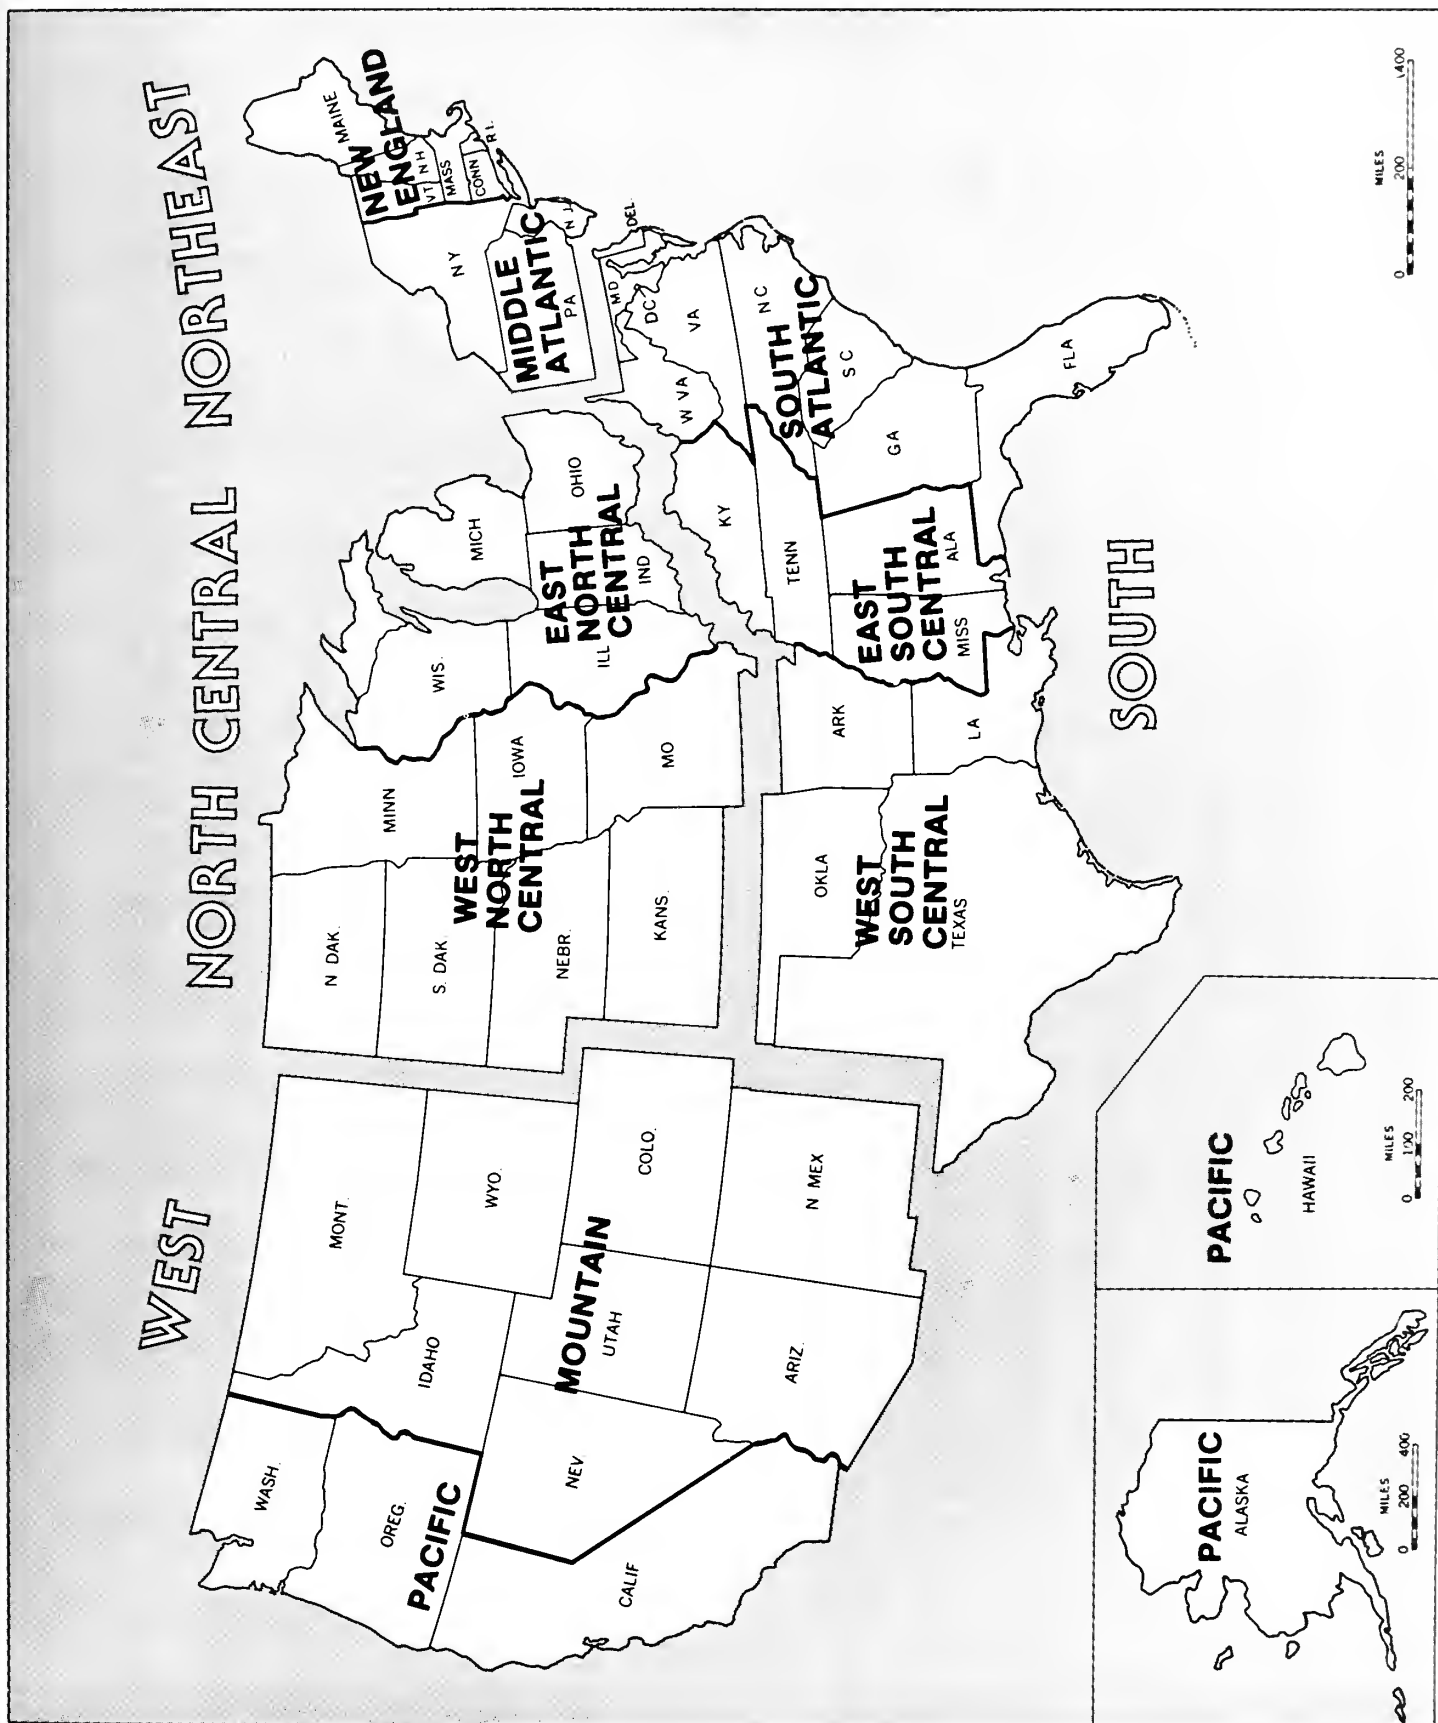 WEST
NORTH CENTRAL
NORTHEAST
SOUTH
PACIFIC
WASH.
OREG.
CALIF
MOUNTAIN
MONT.
IDAHO
WYO.
NEV.
UTAH
COLO.
ARIZ.
N MEX
WEST
NORTH
CENTRAL
N DAK.
S. DAK.
NEBR.
KANS.
MINN
IOWA
MO
EAST
NORTH
CENTRAL
WIS.
MICH
ILL
IND
OHIO
WEST
SOUTH
CENTRAL
OKLA
TEXAS
ARK
LA
EAST
SOUTH
CENTRAL
KY
TENN
MISS
ALA
SOUTH
ATLANTIC
W VA
MD
DEL.
DC
VA
N C
S C
GA
FLA
MIDDLE
ATLANTIC
N Y
PA
N J
NEW
ENGLAND
MAINE
VT
N H
MASS
CONN
R I.
PACIFIC
ALASKA
MILES
0 200 400
PACIFIC
HAWAII
MILES
0 100 200
MILES
0 200 400